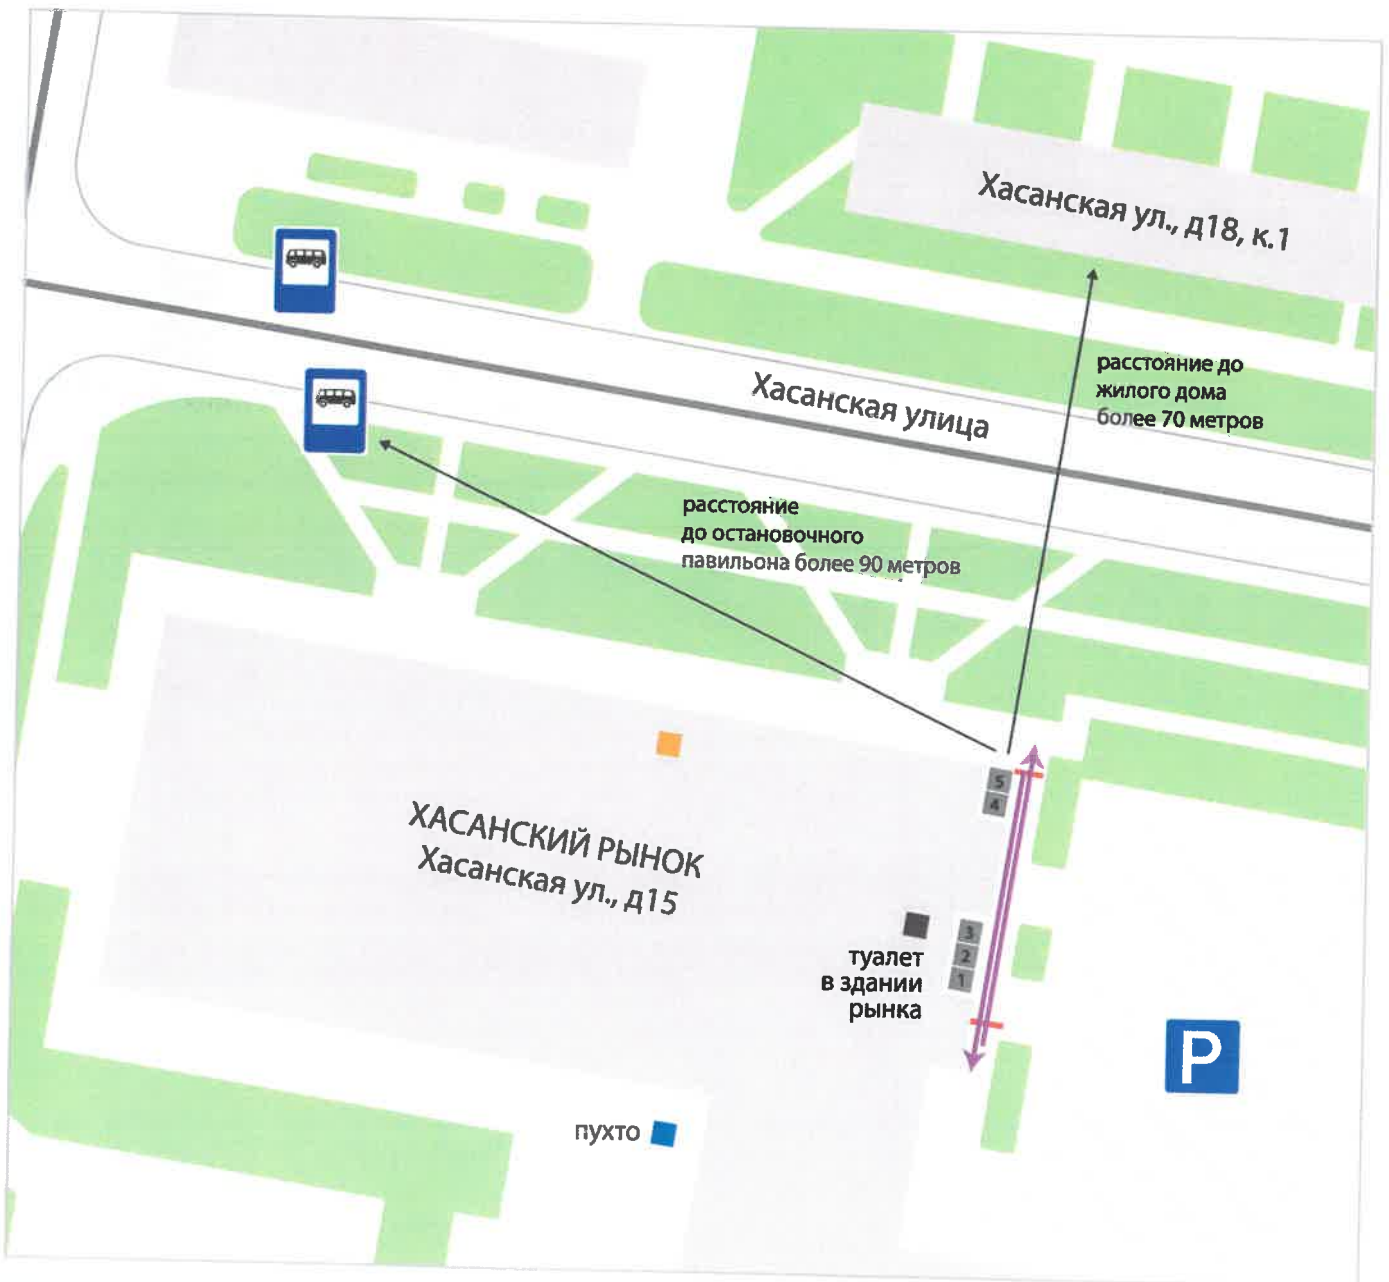 Хасанская ул., д18, к.1
расстояние до
жилого дома
более 70 метров
Хасанская улица
расстояние
до остановочного
павильона более 90 метров
5
4
ХАСАНСКИЙ РЫНОК
Хасанская ул., д15
3
2
1
туалет
в здании
рынка
P
пухто